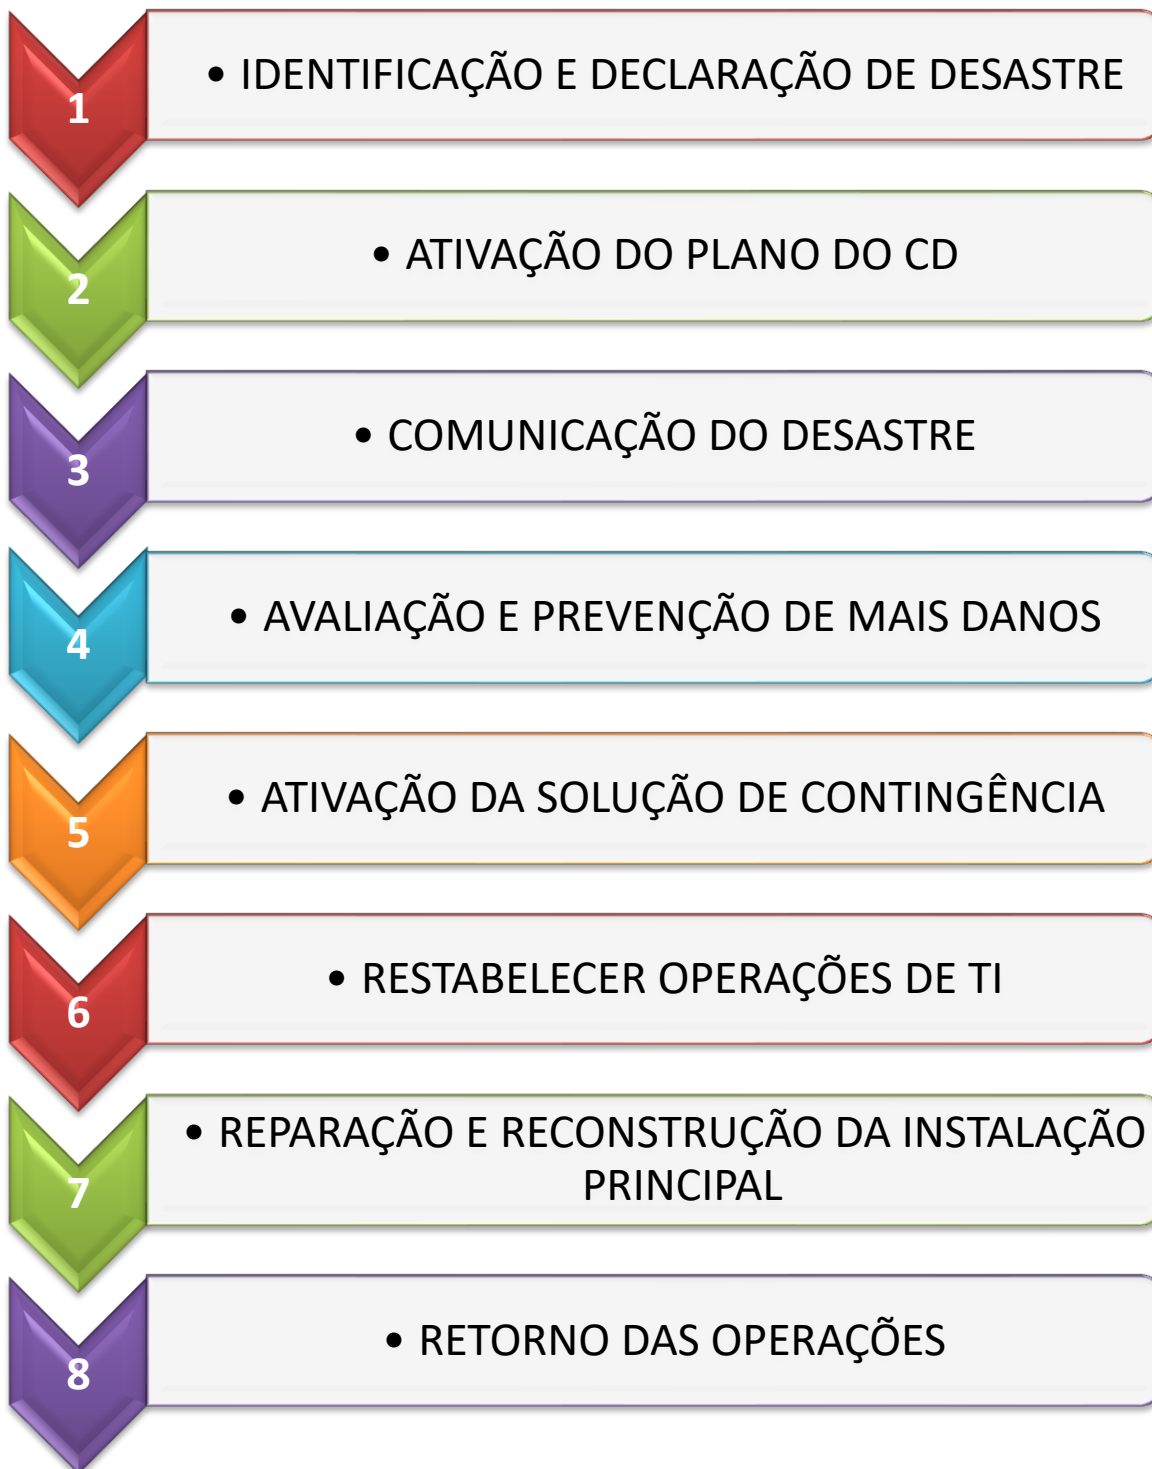 1
• IDENTIFICAÇÃO E DECLARAÇÃO DE DESASTRE
2
• ATIVAÇÃO DO PLANO DO CD
3
• COMUNICAÇÃO DO DESASTRE
4
• AVALIAÇÃO E PREVENÇÃO DE MAIS DANOS
5
• ATIVAÇÃO DA SOLUÇÃO DE CONTINGÊNCIA
6
• RESTABELECER OPERAÇÕES DE TI
7
• REPARAÇÃO E RECONSTRUÇÃO DA INSTALAÇÃO
PRINCIPAL
8
• RETORNO DAS OPERAÇÕES